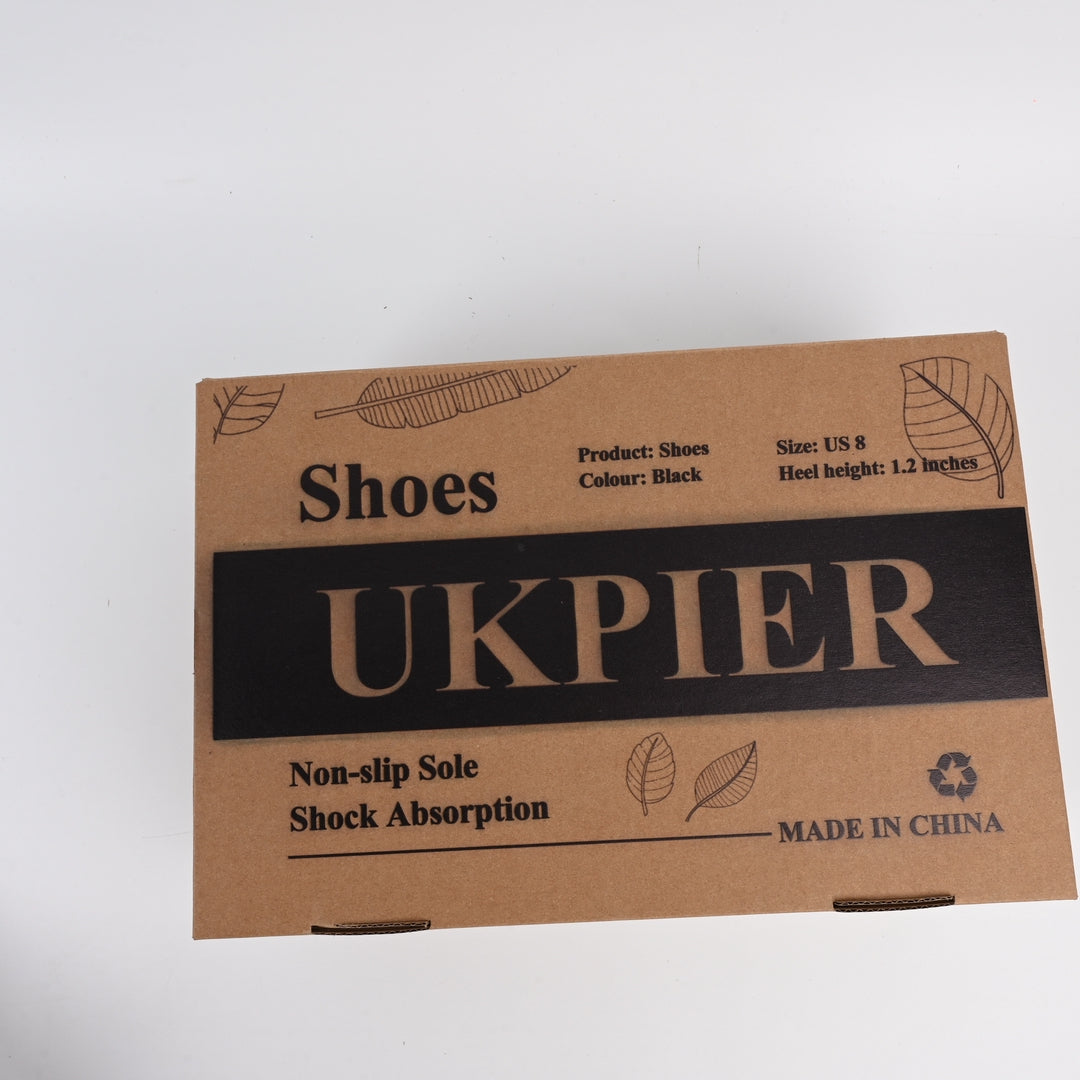 Shoes
Product: Shoes
Colour: Black
Size: US 8
Heel height: 1.2 inches
UKPIER
Non-slip Sole
Shock Absorption
MADE IN CHINA